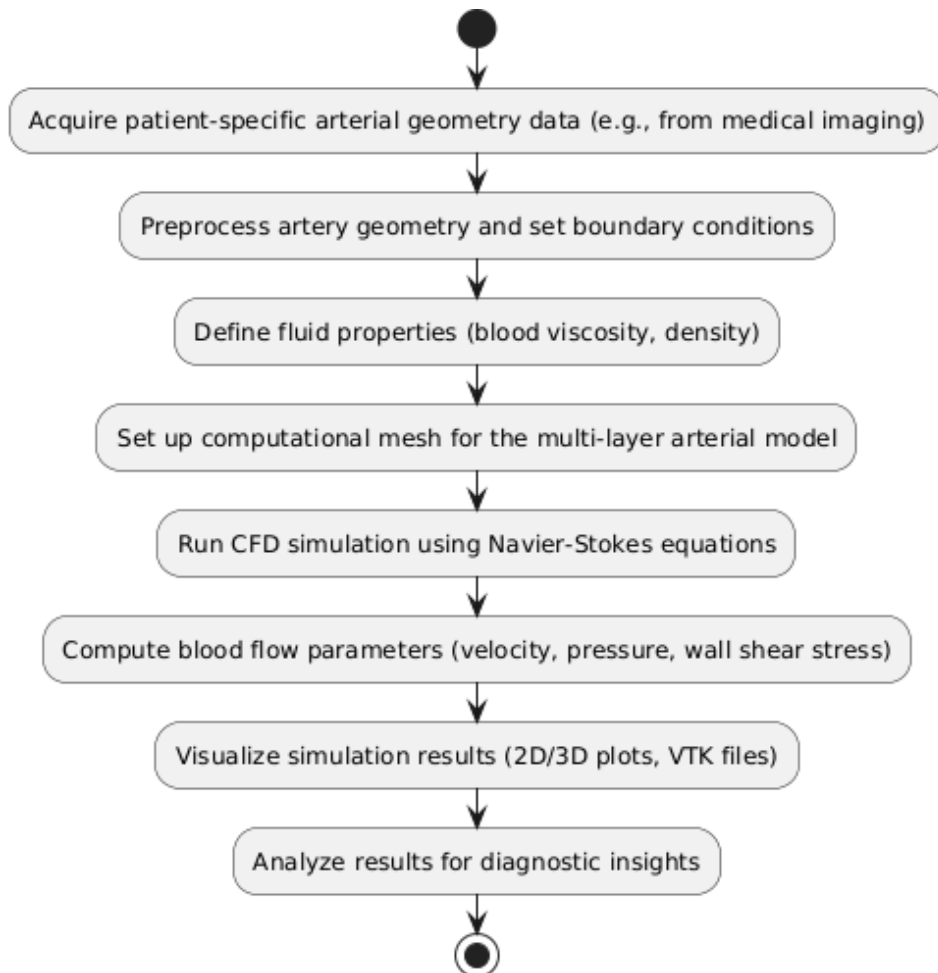 Acquire patient-specific arterial geometry data (e.g., from medical imaging)
Preprocess artery geometry and set boundary conditions
Define fluid properties (blood viscosity, density)
Set up computational mesh for the multi-layer arterial model
Run CFD simulation using Navier-Stokes equations
Compute blood flow parameters (velocity, pressure, wall shear stress)
Visualize simulation results (2D/3D plots, VTK files)
Analyze results for diagnostic insights